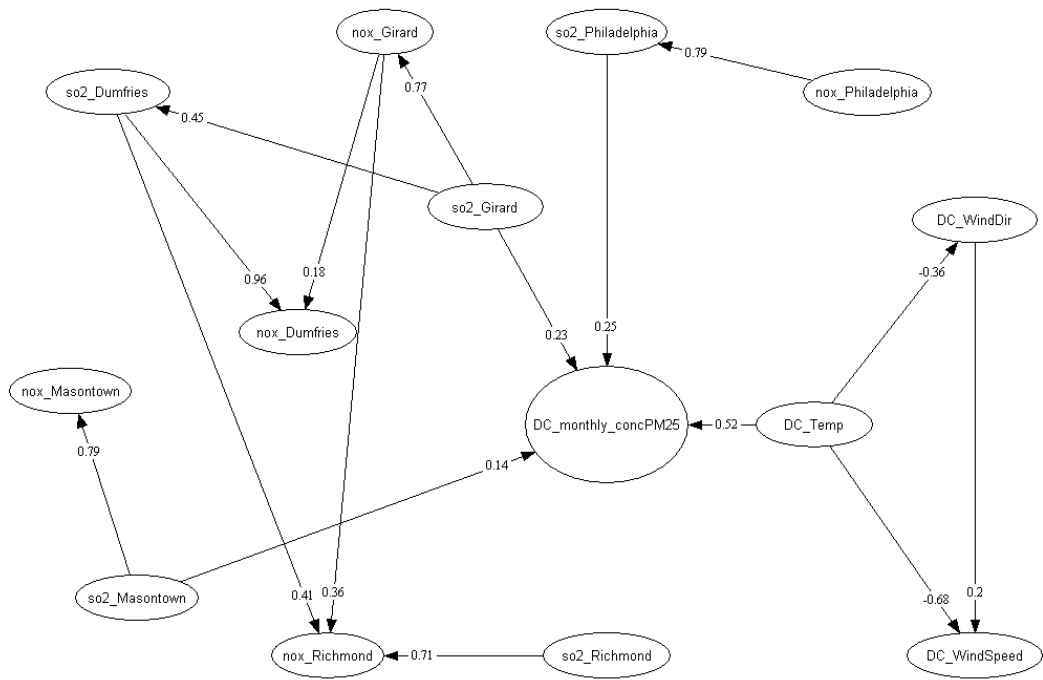 nox_Girard
so2_Philadelphia
0.79
0.77
so2_Dumfries
nox_Philadelphia
0.45
so2_Girard
DC_WindDir
-0.36
0.96
0.18
nox_Dumfries
0.23
0.25
nox_Masontown
DC_monthly_concPM25
0.52
DC_Temp
0.79
0.14
so2_Masontown
0.41
0.36
-0.68
0.2
nox_Richmond
0.71
so2_Richmond
DC_WindSpeed